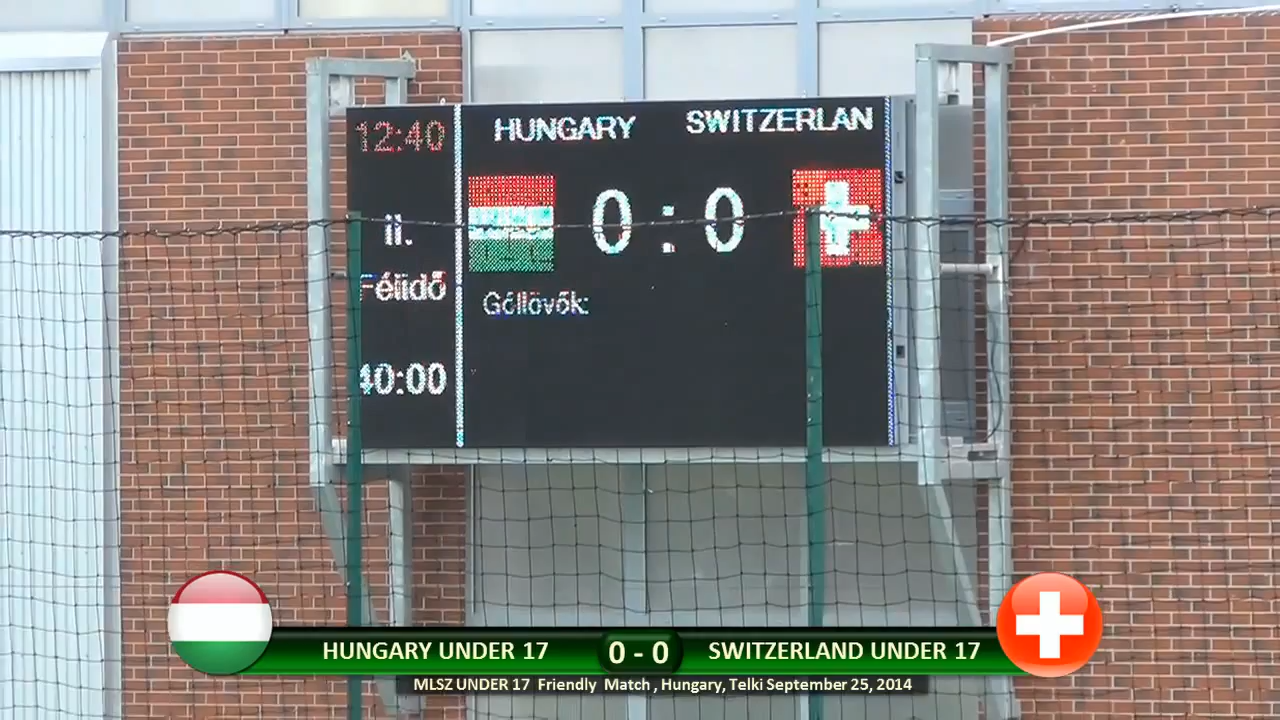 12:40
HUNGARY SWITZERLAN
0 : 0
II.
Félidő
Góllövők:
40:00
HUNGARY UNDER 17 0 - 0 SWITZERLAND UNDER 17
MLSZ UNDER 17 Friendly Match , Hungary, Telki September 25, 2014